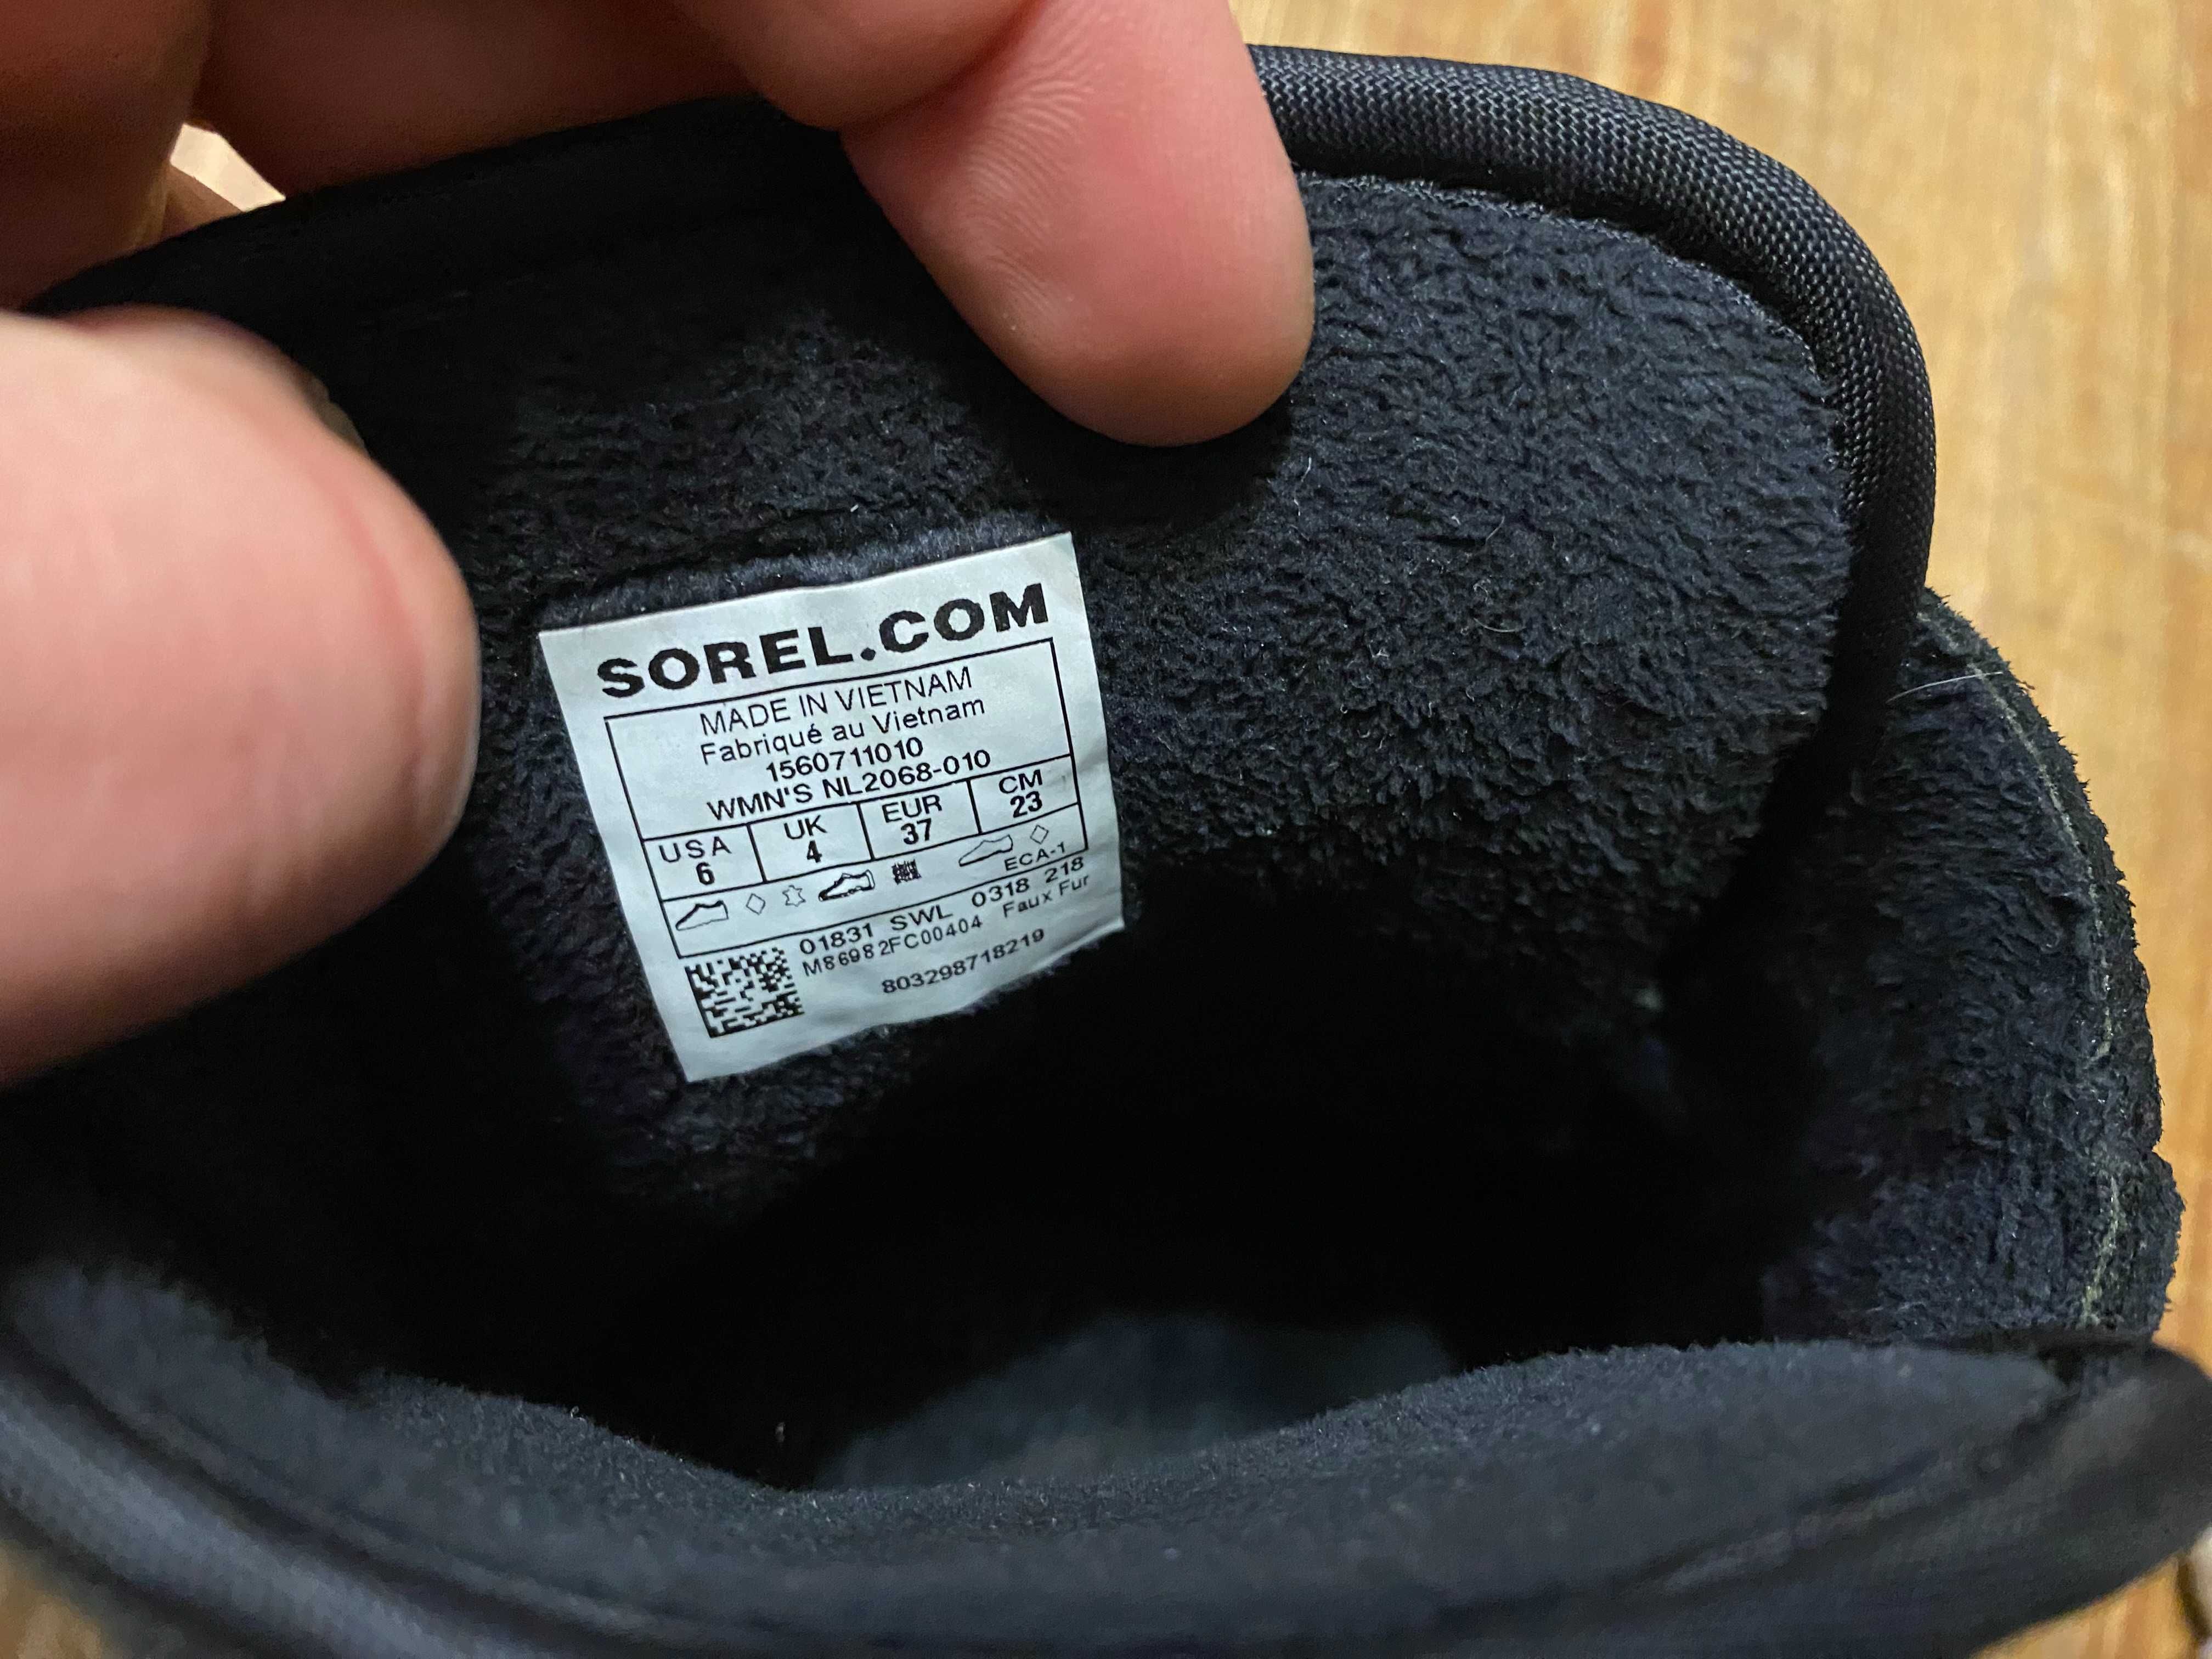 SOREL.COM
MADE IN VIETNAM
Fabriqué au Vietnam
1560711010
WMN'S NL2068-010
USA UK EUR CM
6 4 37 23
ECA-1
01831 SWL 0318 218
M86982FC00404 Faux Fur
803298718219